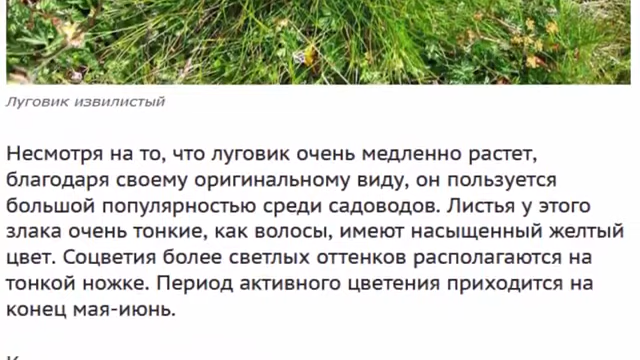 Луговик извилистый
Несмотря на то, что луговик очень медленно растет,
благодаря своему оригинальному виду, он пользуется
большой популярностью среди садоводов. Листья у этого
злака очень тонкие, как волосы, имеют насыщенный желтый
цвет. Соцветия более светлых оттенков располагаются на
тонкой ножке. Период активного цветения приходится на
конец мая-июнь.